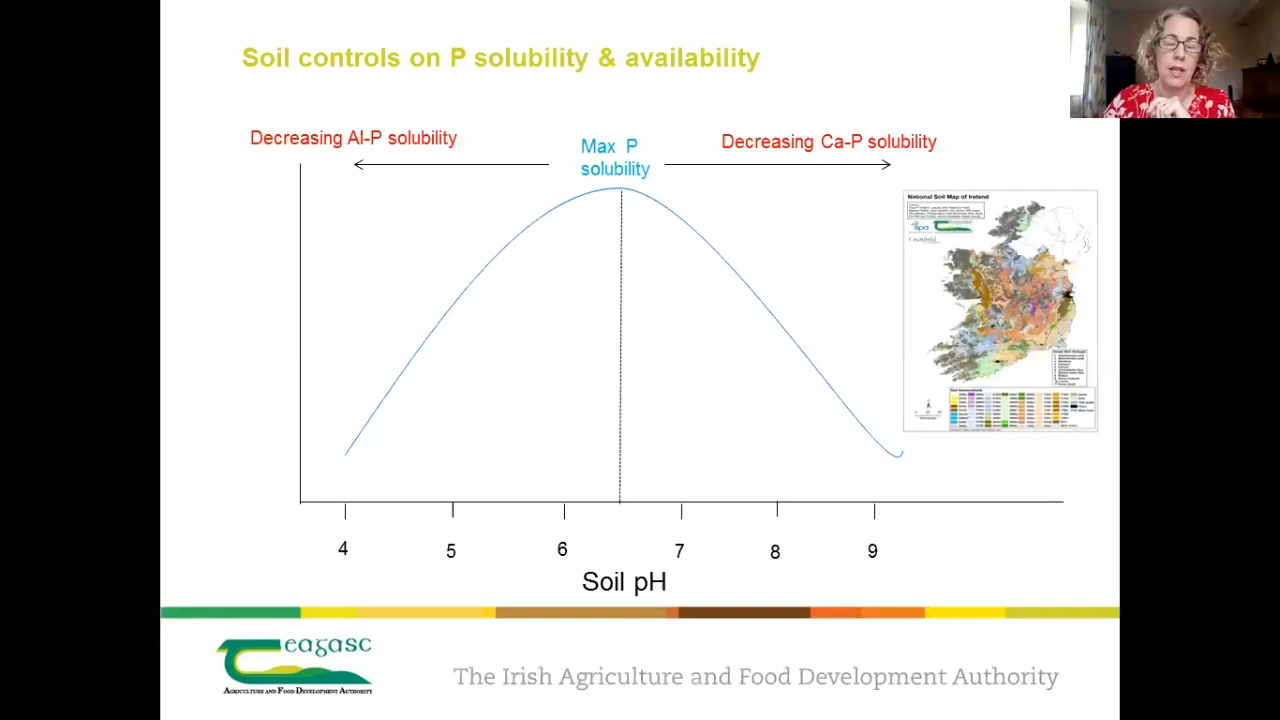 Soil controls on P solubility & availability
Decreasing Al-P solubility
Max P
solubility
Decreasing Ca-P solubility
National Soil Map of Ireland
epa
4
5
6
7
8
9
Soil pH
eagasc
AGRICULTURE AND FOOD DEVELOPMENT AUTHORITY
The Irish Agriculture and Food Development Authority